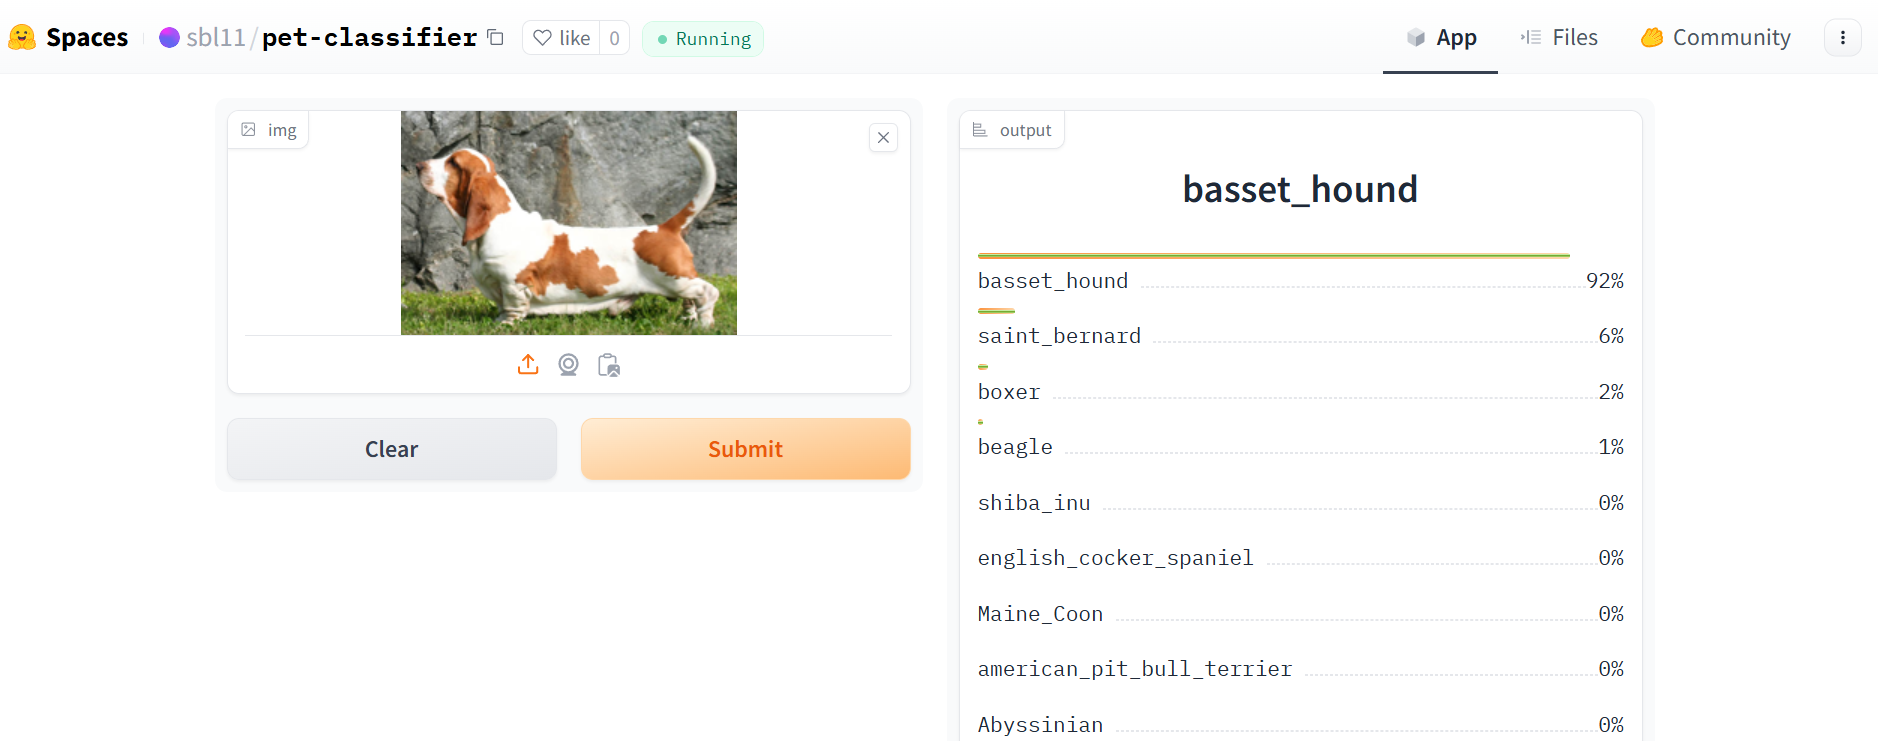 Spaces sbl11/pet-classifier like 0 Running App Files Community
img
Clear Submit
output
basset_hound
basset_hound 92%
saint_bernard 6%
boxer 2%
beagle 1%
shiba_inu 0%
english_cocker_spaniel 0%
Maine_Coon 0%
american_pit_bull_terrier 0%
Abyssinian 0%